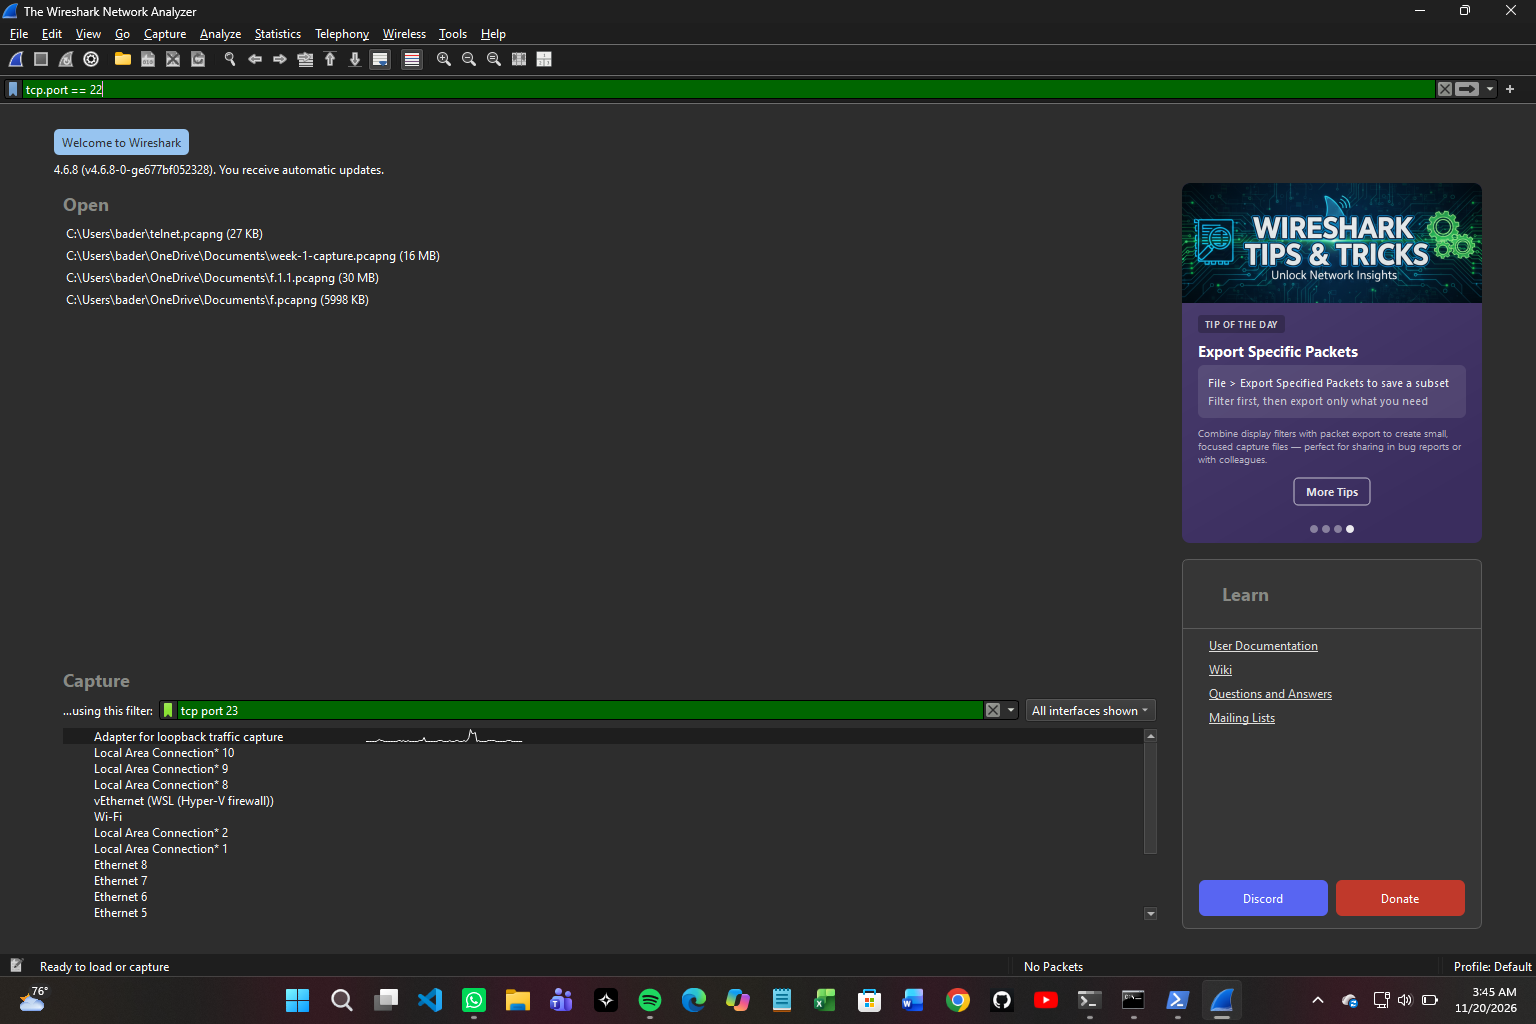 The Wireshark Network Analyzer
File Edit View Go Capture Analyze Statistics Telephony Wireless Tools Help
tcp.port == 22
Welcome to Wireshark
4.6.8 (v4.6.8-0-ge677bf052328). You receive automatic updates.
Open
C:\Users\bader\telnet.pcapng (27 KB)
C:\Users\bader\OneDrive\Documents\week-1-capture.pcapng (16 MB)
C:\Users\bader\OneDrive\Documents\f.1.1.pcapng (30 MB)
C:\Users\bader\OneDrive\Documents\f.pcapng (5998 KB)
WIRESHARK
TIPS & TRICKS
Unlock Network Insights
TIP OF THE DAY
Export Specific Packets
File > Export Specified Packets to save a subset
Filter first, then export only what you need
Combine display filters with packet export to create small,
focused capture files — perfect for sharing in bug reports or
with colleagues.
More Tips
Learn
User Documentation
Wiki
Questions and Answers
Mailing Lists
Discord
Donate
Capture
...using this filter: tcp port 23
All interfaces shown
Adapter for loopback traffic capture
Local Area Connection* 10
Local Area Connection* 9
Local Area Connection* 8
vEthernet (WSL (Hyper-V firewall))
Wi-Fi
Local Area Connection* 2
Local Area Connection* 1
Ethernet 8
Ethernet 7
Ethernet 6
Ethernet 5
Ready to load or capture
No Packets
Profile: Default
76°
3:45 AM
11/20/2026